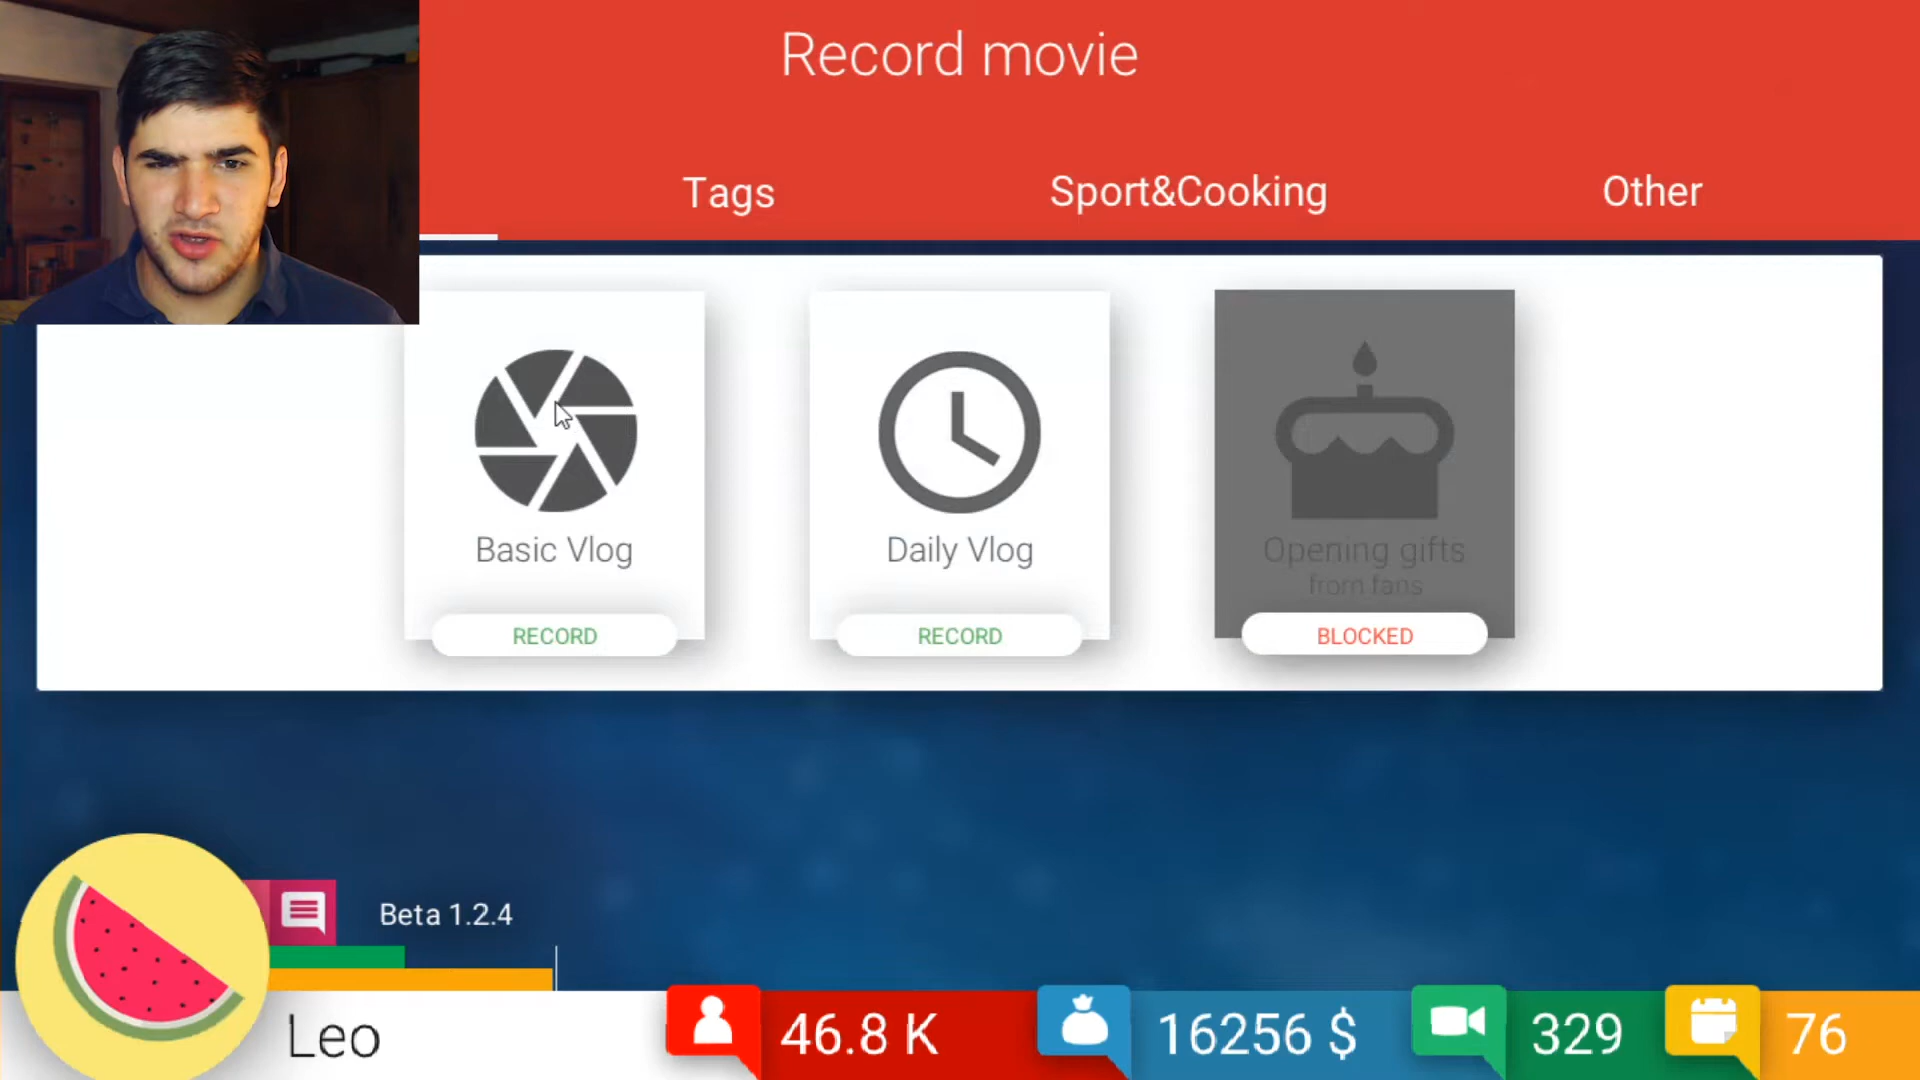 Record movie
Tags
Sport&Cooking
Other
Basic Vlog
RECORD
Daily Vlog
RECORD
Opening gifts
from fans
BLOCKED
Beta 1.2.4
Leo
46.8 K
16256 $
329
76